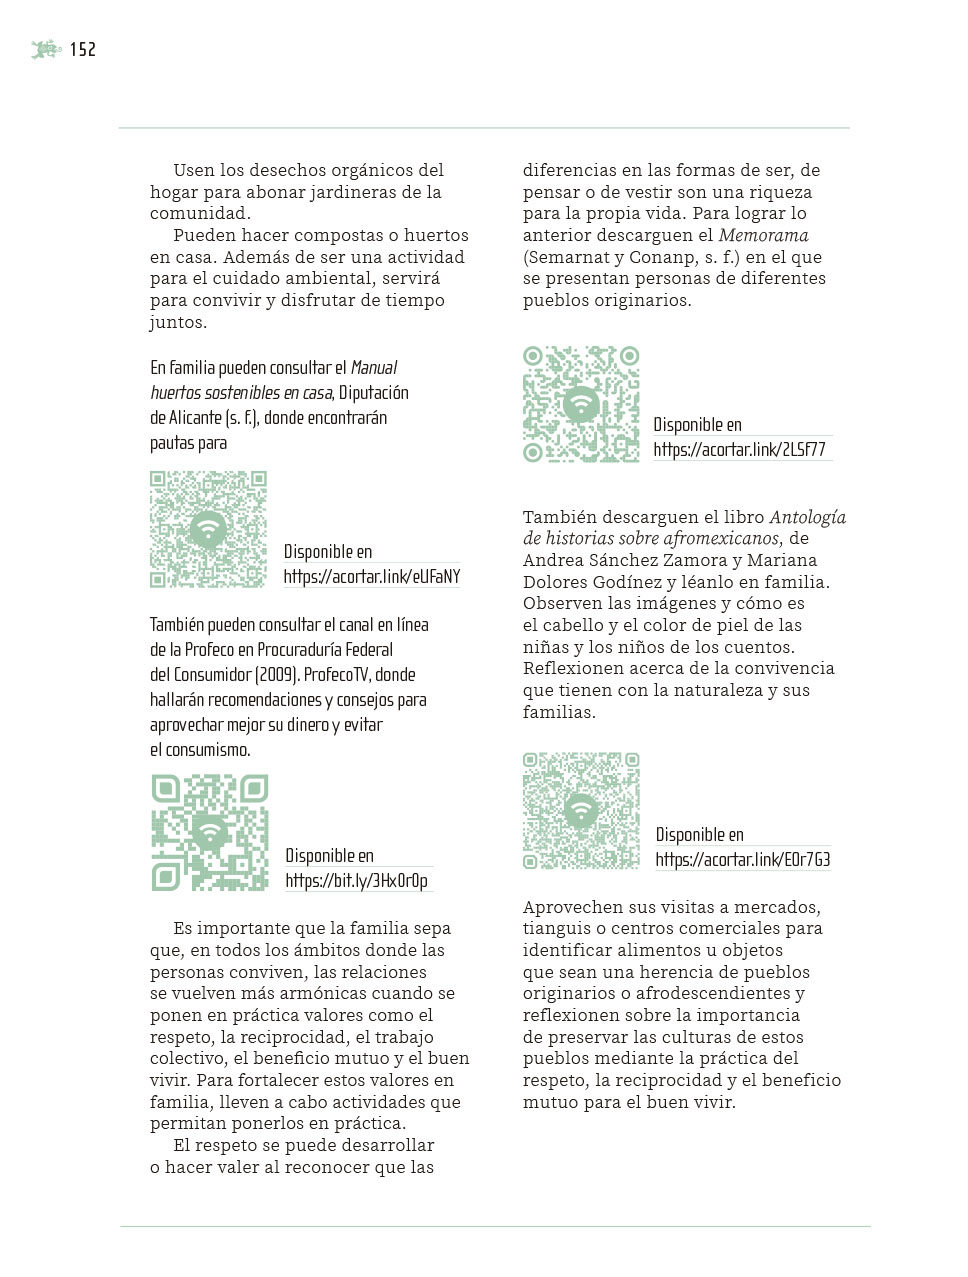 152
Usen los desechos orgánicos del
hogar para abonar jardineras de la
comunidad.
Pueden hacer compostas o huertos
en casa. Además de ser una actividad
para el cuidado ambiental, servirá
para convivir y disfrutar de tiempo
juntos.
En familia pueden consultar el Manual
huertos sostenibles en casa, Diputación
de Alicante (s. f.), donde encontrarán
pautas para
Disponible en
https://acortar.link/eUFaNY
También pueden consultar el canal en línea
de la Profeco en Procuraduría Federal
del Consumidor (2009). ProfecoTV, donde
hallarán recomendaciones y consejos para
aprovechar mejor su dinero y evitar
el consumismo.
Disponible en
https://bit.ly/3Hx0r0p
Es importante que la familia sepa
que, en todos los ámbitos donde las
personas conviven, las relaciones
se vuelven más armónicas cuando se
ponen en práctica valores como el
respeto, la reciprocidad, el trabajo
colectivo, el beneficio mutuo y el buen
vivir. Para fortalecer estos valores en
familia, lleven a cabo actividades que
permitan ponerlos en práctica.
El respeto se puede desarrollar
o hacer valer al reconocer que las
diferencias en las formas de ser, de
pensar o de vestir son una riqueza
para la propia vida. Para lograr lo
anterior descarguen el Memorama
(Semarnat y Conanp, s. f.) en el que
se presentan personas de diferentes
pueblos originarios.
Disponible en
https://acortar.link/2LSf77
También descarguen el libro Antología
de historias sobre afromexicanos, de
Andrea Sánchez Zamora y Mariana
Dolores Godínez y léanlo en familia.
Observen las imágenes y cómo es
el cabello y el color de piel de las
niñas y los niños de los cuentos.
Reflexionen acerca de la convivencia
que tienen con la naturaleza y sus
familias.
Disponible en
https://acortar.link/EOr7G3
Aprovechen sus visitas a mercados,
tianguis o centros comerciales para
identificar alimentos u objetos
que sean una herencia de pueblos
originarios o afrodescendientes y
reflexionen sobre la importancia
de preservar las culturas de estos
pueblos mediante la práctica del
respeto, la reciprocidad y el beneficio
mutuo para el buen vivir.